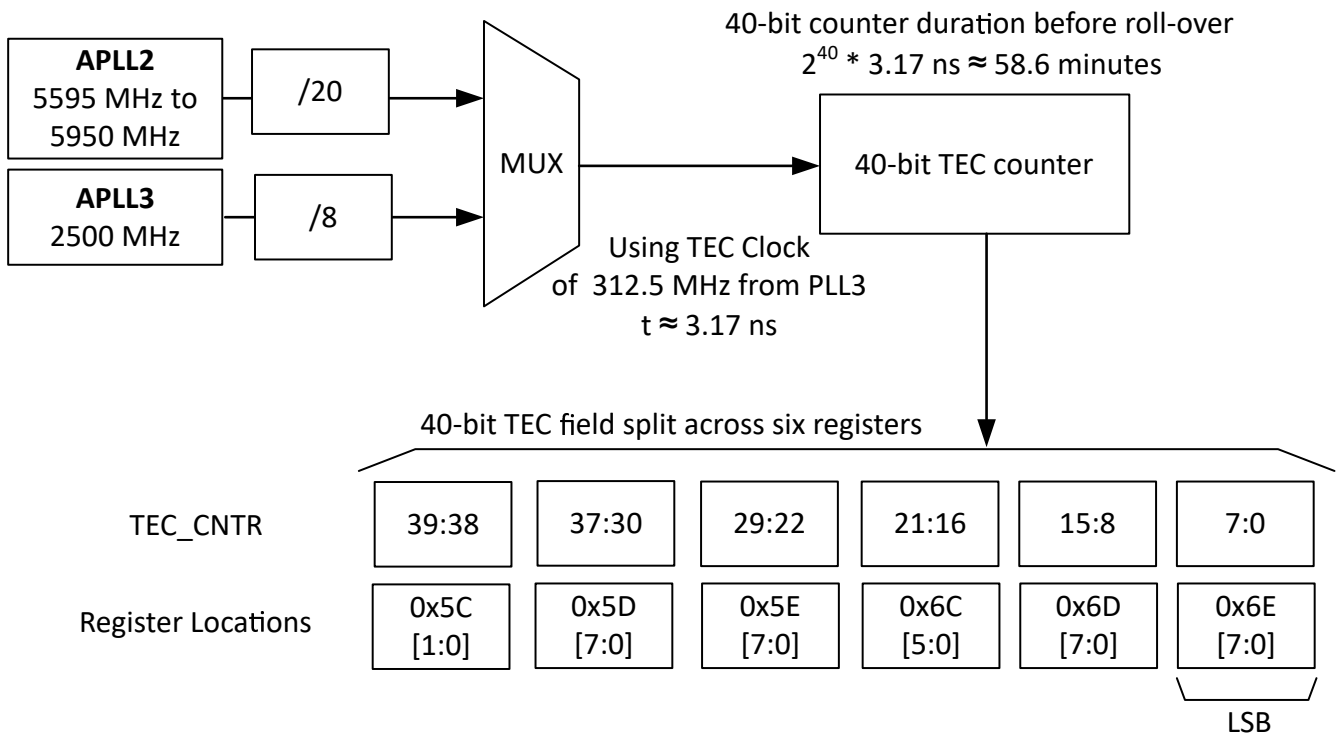 40-bit counter duration before roll-over
2^40 * 3.17 ns ≈ 58.6 minutes
APLL2
5595 MHz to
5950 MHz
/20
MUX
40-bit TEC counter
APLL3
2500 MHz
/8
Using TEC Clock
of 312.5 MHz from PLL3
t ≈ 3.17 ns
40-bit TEC field split across six registers
TEC_CNTR
39:38
37:30
29:22
21:16
15:8
7:0
Register Locations
0x5C
[1:0]
0x5D
[7:0]
0x5E
[7:0]
0x6C
[5:0]
0x6D
[7:0]
0x6E
[7:0]
LSB